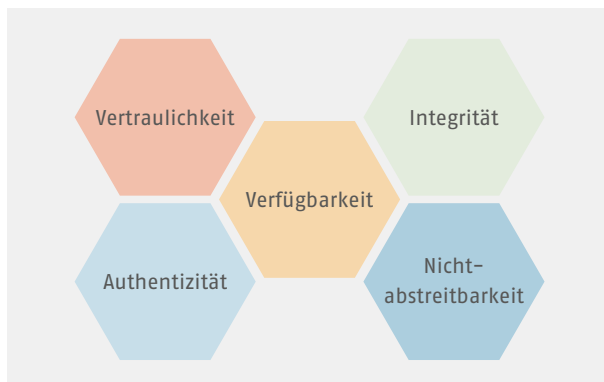 Vertraulichkeit
Integrität
Verfügbarkeit
Authentizität
Nicht-
abstreitbarkeit